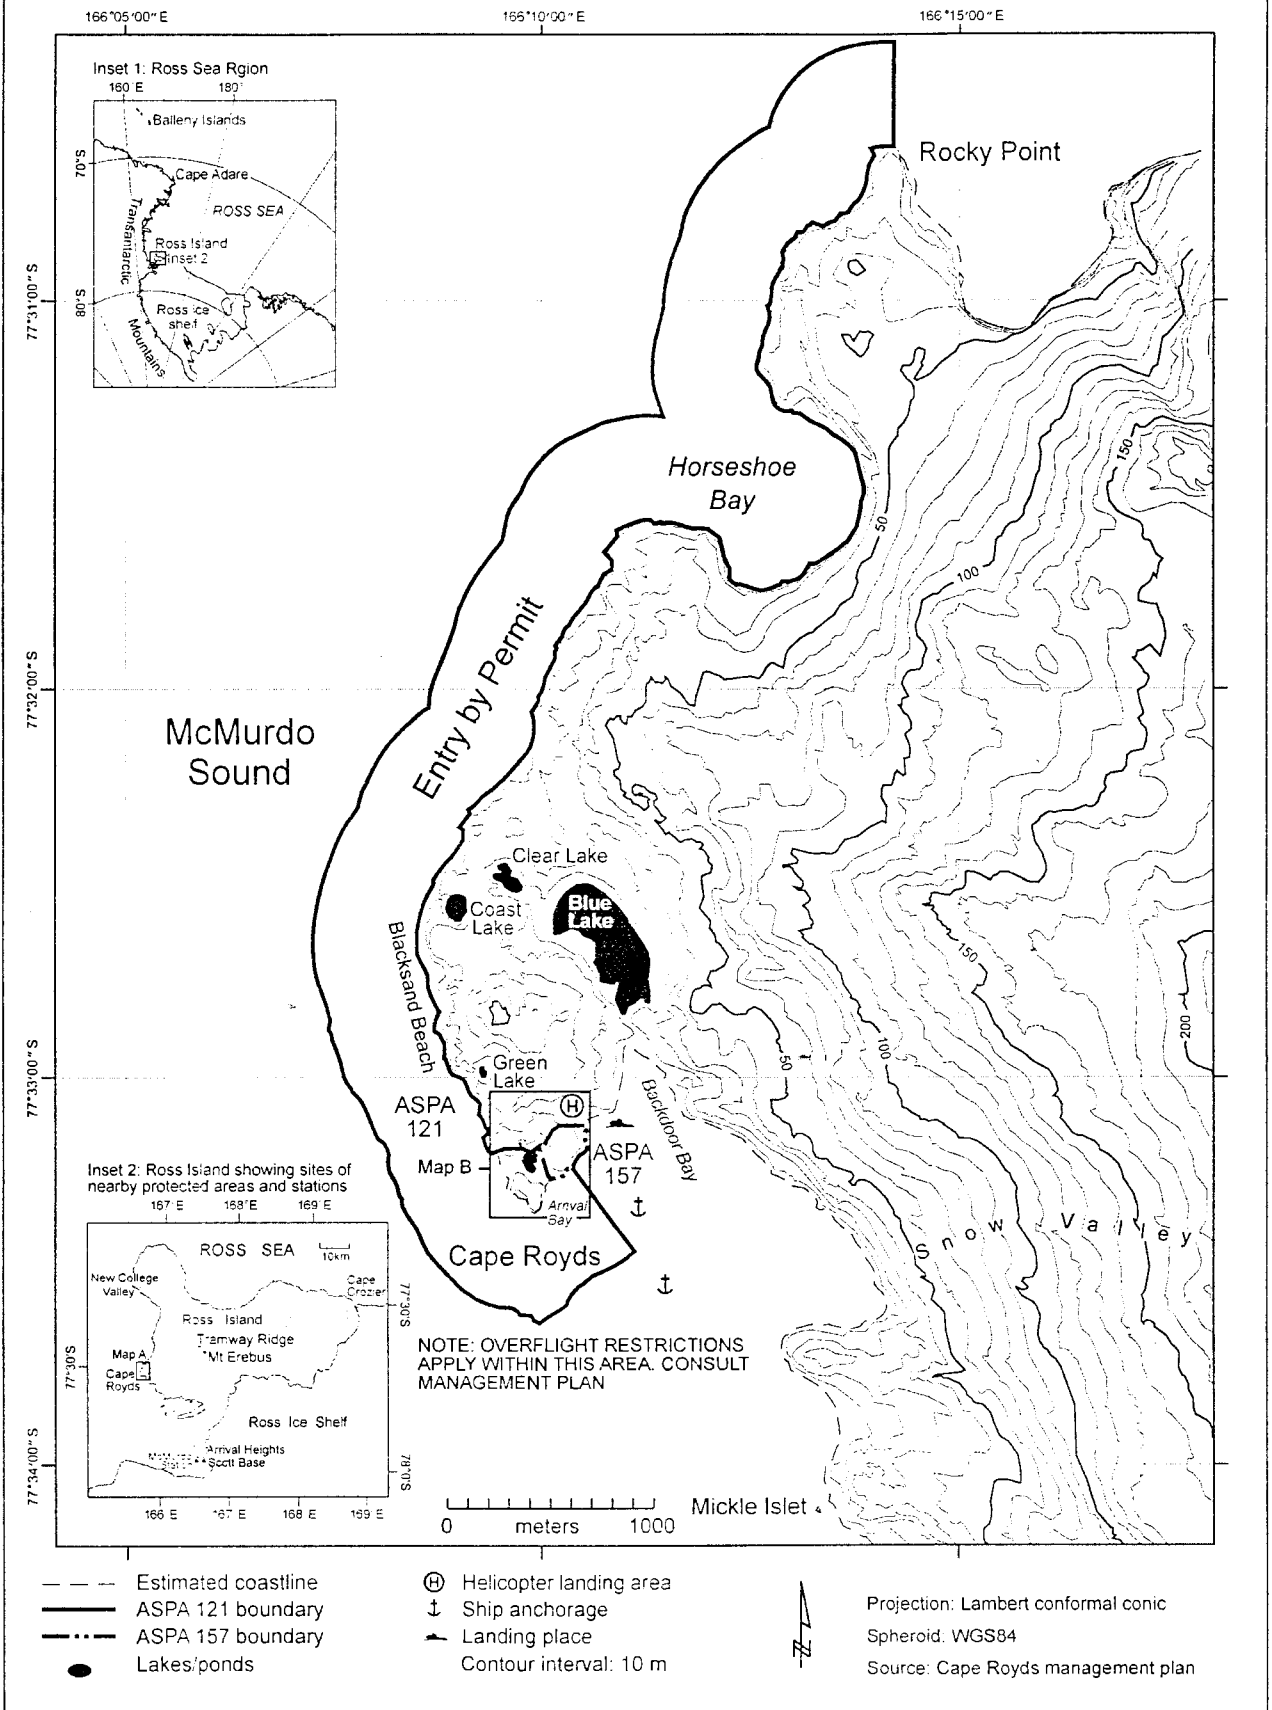 166°05'00"E
166°10'00"E
166°15'00"E
Inset 1: Ross Sea Rgion
160°E
180°
Balleny Islands
70°S
Cape Adare
ROSS SEA
Transantarctic
Ross Island
Inset 2
80°S
Ross Ice
shelf
Mountains
Rocky Point
77°31'00"S
Horseshoe
Bay
150
50
100
Entry by Permit
77°32'00"S
McMurdo
Sound
Clear Lake
Blue
Lake
Coast
Lake
Blacksand Beach
150
200
100
50
Green
Lake
77°33'00"S
H
Backdoor Bay
ASPA
121
ASPA
157
Map B
Arrival
Bay
Snow Valley
Cape Royds
Inset 2: Ross Island showing sites of
nearby protected areas and stations
167°E
168°E
169°E
ROSS SEA
10km
New College
Valley
Cape
Crozier
77°30'S
Ross Island
Tramway Ridge
Mt Erebus
Map A
77°30'S
Cape
Royds
Ross Ice Shelf
Arrival Heights
Scott Base
78°0'S
166°E
167°E
168°E
169°E
NOTE: OVERFLIGHT RESTRICTIONS
APPLY WITHIN THIS AREA. CONSULT
MANAGEMENT PLAN
77°34'00"S
0 meters 1000
Mickle Islet
Estimated coastline
ASPA 121 boundary
ASPA 157 boundary
Lakes/ponds
H Helicopter landing area
Ship anchorage
Landing place
Contour interval: 10 m
N
Projection: Lambert conformal conic
Spheroid: WGS84
Source: Cape Royds management plan